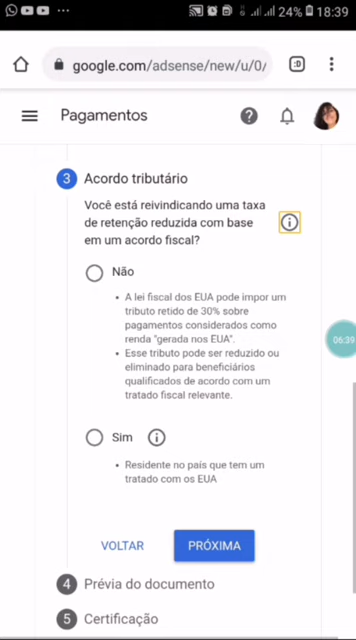 24% 18:39
google.com/adsense/new/u/0/
:D
Pagamentos
3 Acordo tributário
Você está reivindicando uma taxa
de retenção reduzida com base
em um acordo fiscal?
Não
• A lei fiscal dos EUA pode impor um
tributo retido de 30% sobre
pagamentos considerados como
renda "gerada nos EUA".
• Esse tributo pode ser reduzido ou
eliminado para beneficiários
qualificados de acordo com um
tratado fiscal relevante.
06:39
Sim
• Residente no país que tem um
tratado com os EUA
VOLTAR PRÓXIMA
4 Prévia do documento
5 Certificação